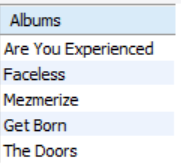 Albums
Are You Experienced
Faceless
Mezmerize
Get Born
The Doors